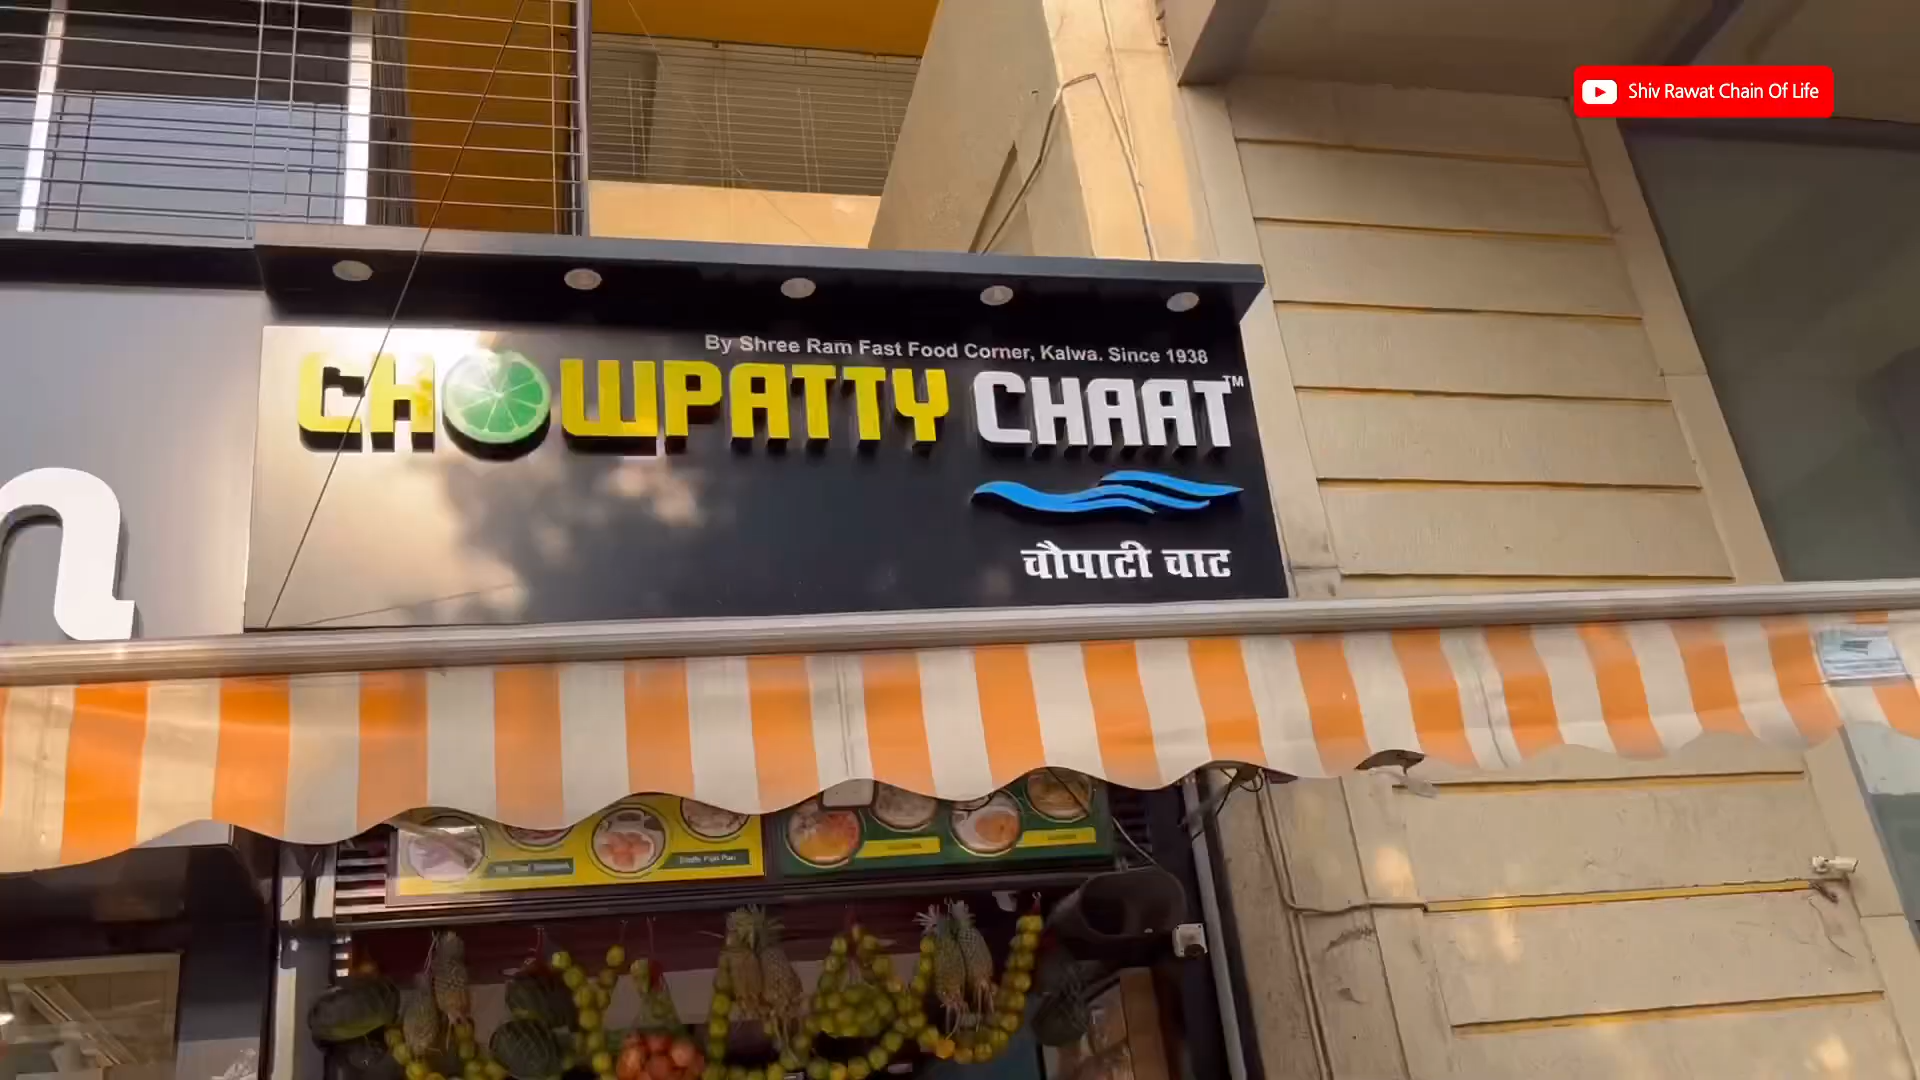 Shiv Rawat Chain Of Life
By Shree Ram Fast Food Corner, Kalwa. Since 1938
CHOWPATTY CHAAT™
चौपाटी चाट